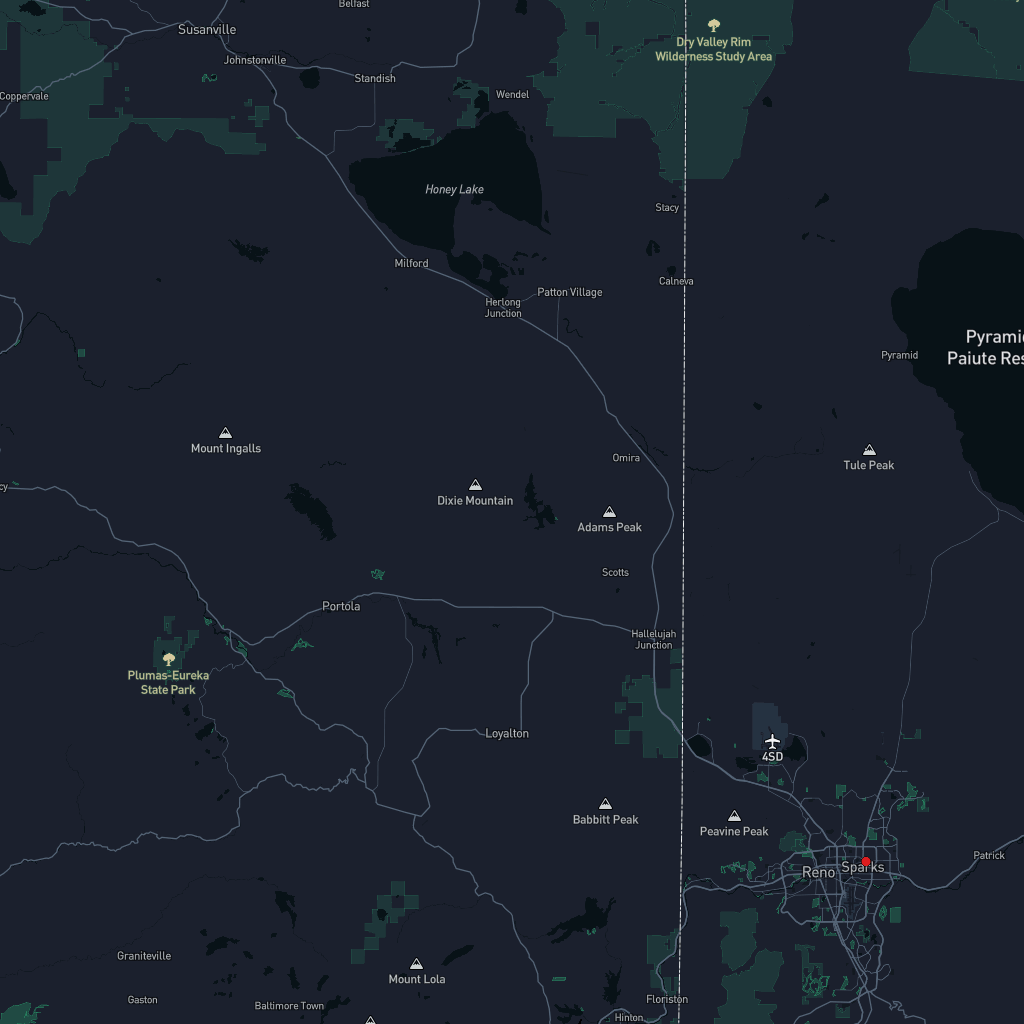 Belfast
Susanville
Dry Valley Rim
Wilderness Study Area
Johnstonville
Standish
Coppervale
Wendel
Honey Lake
Stacy
Milford
Calneva
Patton Village
Herlong
Junction
Pyramid
Paiute Res
Pyramid
Mount Ingalls
Omira
Tule Peak
Dixie Mountain
cy
Adams Peak
Scotts
Portola
Hallelujah
Junction
Plumas-Eureka
State Park
Loyalton
4SD
Babbitt Peak
Peavine Peak
Patrick
Reno
Sparks
Graniteville
Mount Lola
Gaston
Baltimore Town
Floriston
Hinton